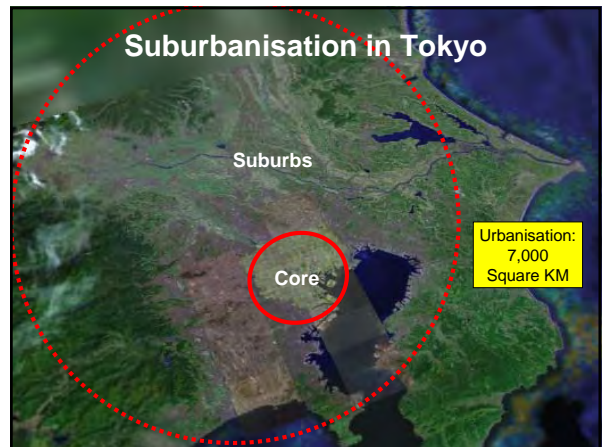 Suburbanisation in Tokyo
Suburbs
Core
Urbanisation:
7,000
Square KM